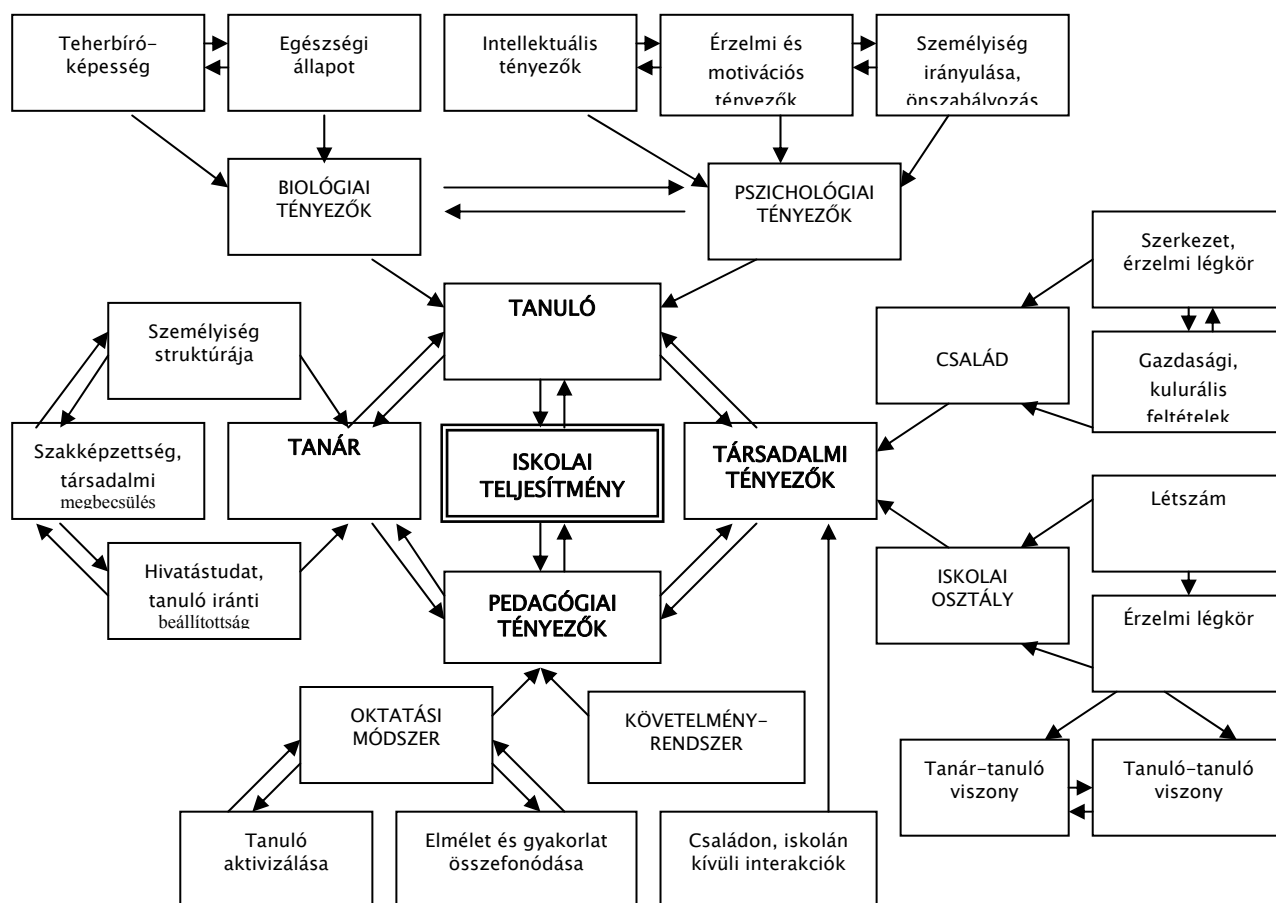 Teherbíró-
képesség
Egészségi
állapot
Intellektuális
tényezők
Érzelmi és
motivációs
tényezők
Személyiség
irányulása,
önszabályozás
BIOLÓGIAI
TÉNYEZŐK
PSZICHOLÓGIAI
TÉNYEZŐK
Szerkezet,
érzelmi légkör
TANULÓ
Személyiség
struktúrája
CSALÁD
Gazdasági,
kulurális
feltételek
Szakképzettség,
társadalmi
megbecsülés
TANÁR
ISKOLAI
TELJESÍTMÉNY
TÁRSADALMI
TÉNYEZŐK
Létszám
Hivatástudat,
tanuló iránti
beállítottság
PEDAGÓGIAI
TÉNYEZŐK
ISKOLAI
OSZTÁLY
Érzelmi légkör
OKTATÁSI
MÓDSZER
KÖVETELMÉNY-
RENDSZER
Tanár-tanuló
viszony
Tanuló-tanuló
viszony
Tanuló
aktivizálása
Elmélet és gyakorlat
összefonódása
Családon, iskolán
kívüli interakciók